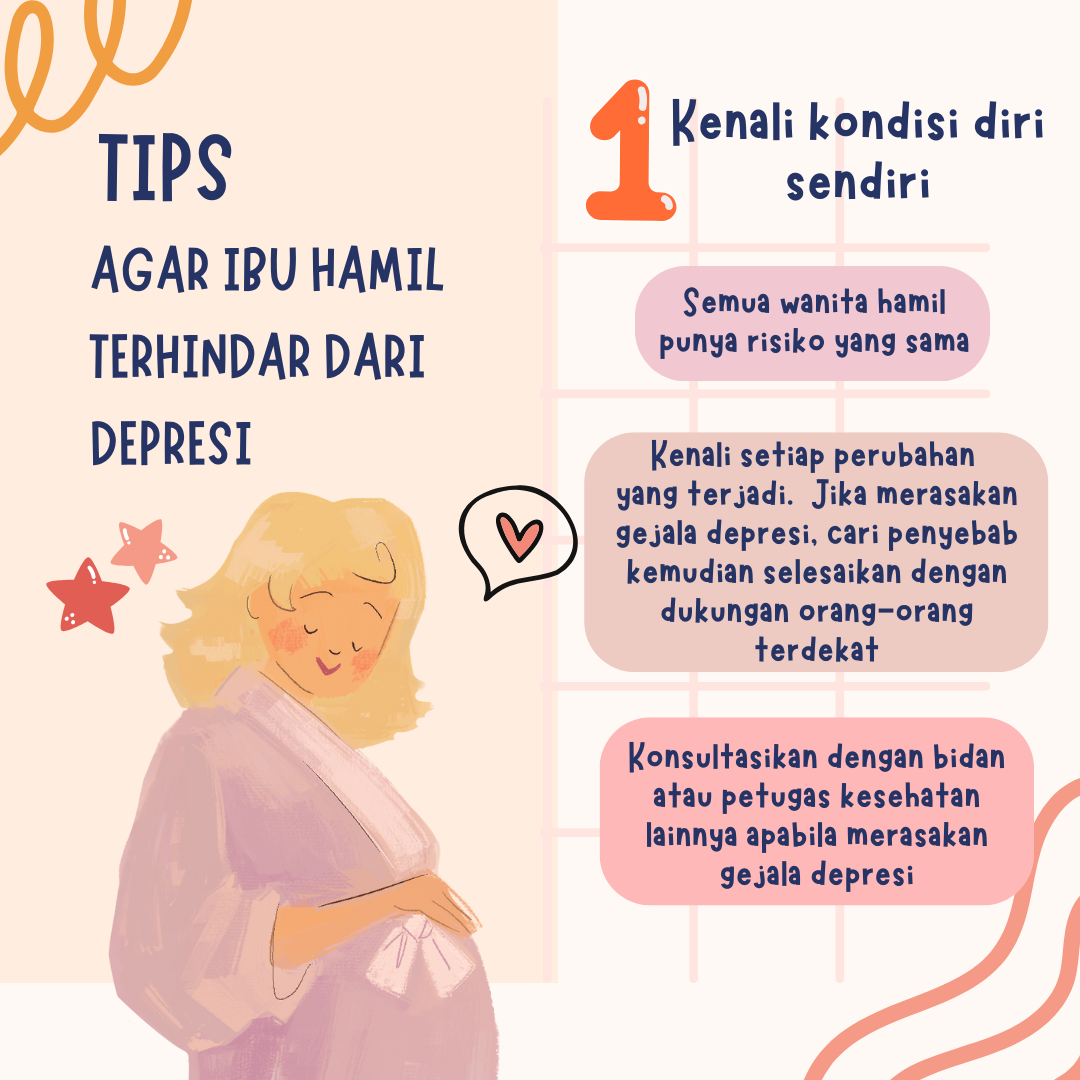 TIPS
AGAR IBU HAMIL
TERHINDAR DARI
DEPRESI
1
Kenali kondisi diri
sendiri
Semua wanita hamil
punya risiko yang sama
Kenali setiap perubahan
yang terjadi.  Jika merasakan
gejala depresi, cari penyebab
kemudian selesaikan dengan
dukungan orang-orang
terdekat
Konsultasikan dengan bidan
atau petugas kesehatan
lainnya apabila merasakan
gejala depresi